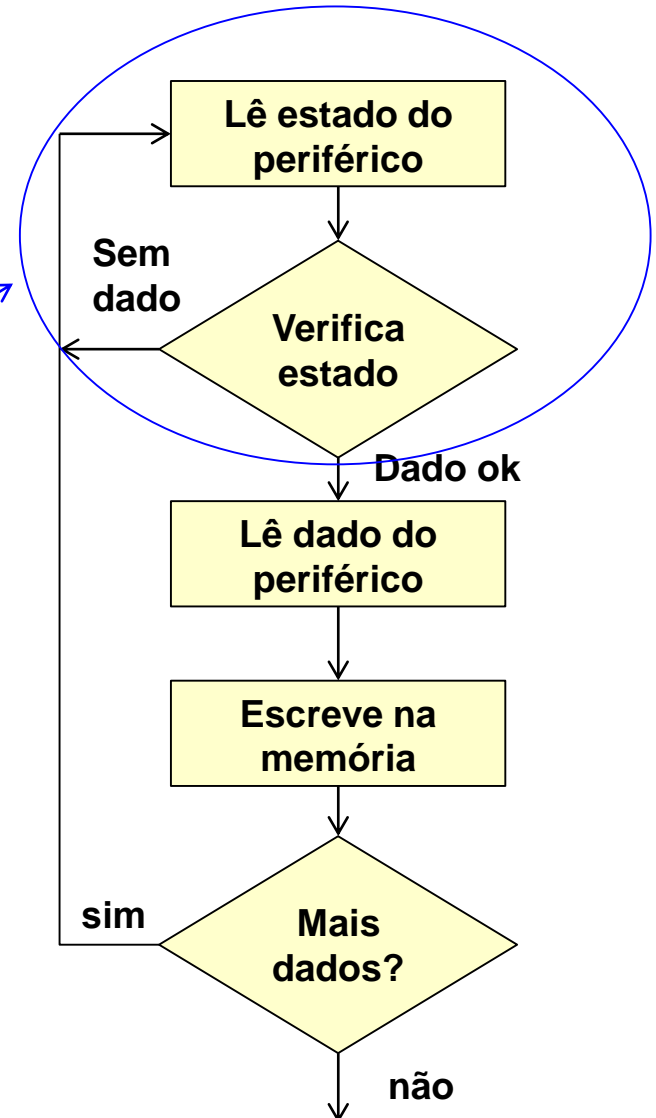 Lê estado do
periférico
Sem
dado
Verifica
estado
Dado ok
Lê dado do
periférico
Escreve na
memória
sim
Mais
dados?
não